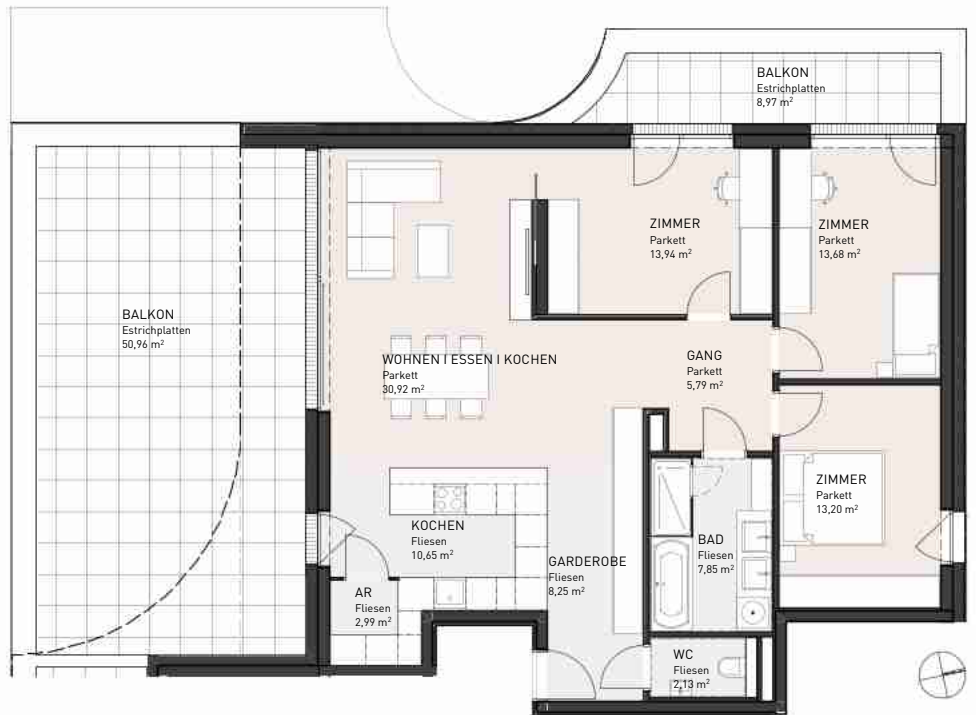 BALKON
Estrichplatten
8,97 m²
ZIMMER
Parkett
13,94 m²
ZIMMER
Parkett
13,68 m²
BALKON
Estrichplatten
50,96 m²
WOHNEN I ESSEN I KOCHEN
Parkett
30,92 m²
GANG
Parkett
5,79 m²
ZIMMER
Parkett
13,20 m²
KOCHEN
Fliesen
10,65 m²
BAD
Fliesen
7,85 m²
GARDEROBE
Fliesen
8,25 m²
AR
Fliesen
2,99 m²
WC
Fliesen
2,13 m²